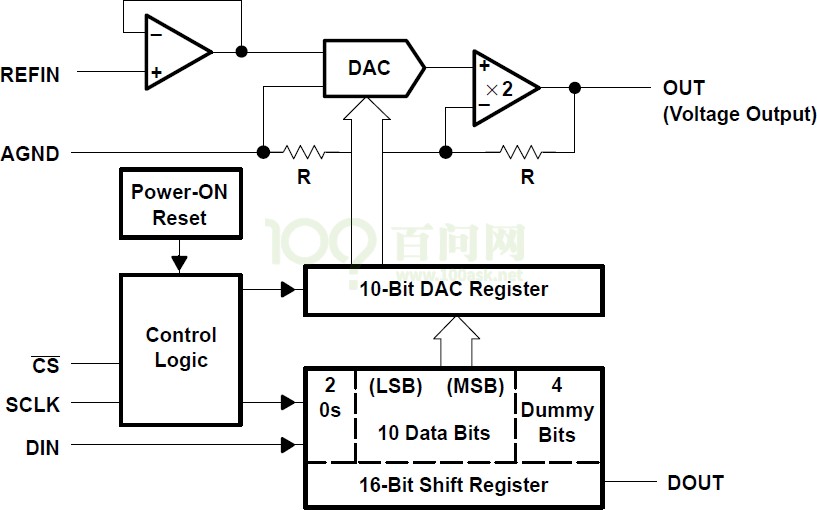 REFIN
−
+
DAC
+
× 2
−
OUT
(Voltage Output)
AGND
R
R
Power-ON
Reset
100ask
百问网
www.100ask.net
10-Bit DAC Register
Control
Logic
CS
SCLK
DIN
2
0s
(LSB) (MSB)
10 Data Bits
4
Dummy
Bits
16-Bit Shift Register
DOUT